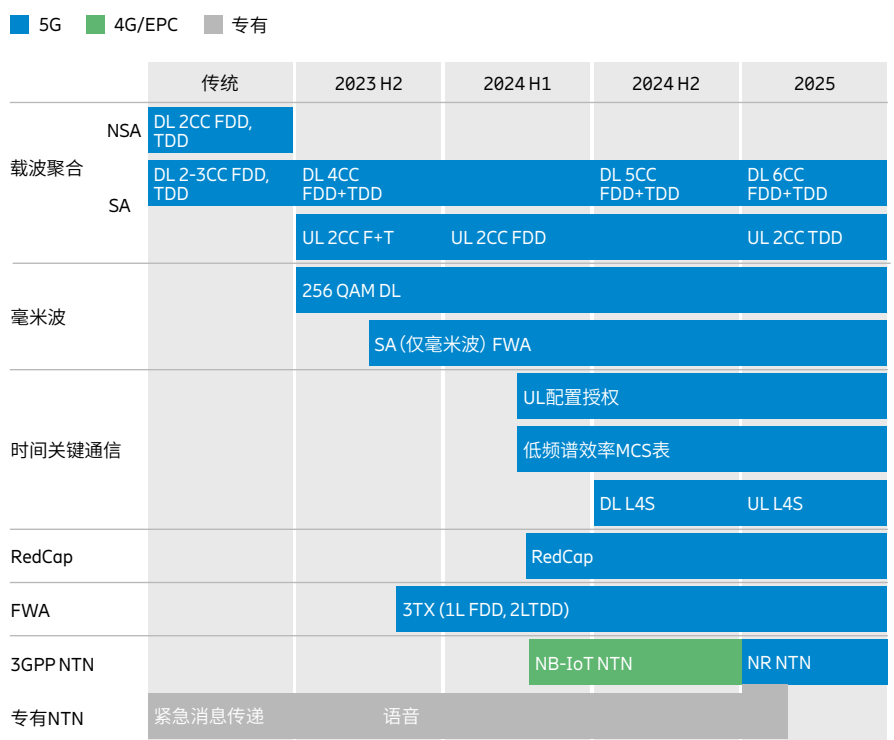 5G 4G/EPC 专有
传统 2023 H2 2024 H1 2024 H2 2025
载波聚合
NSA
DL 2CC FDD,
TDD
SA
DL 2-3CC FDD,
TDD
DL 4CC
FDD+TDD
DL 5CC
FDD+TDD
DL 6CC
FDD+TDD
UL 2CC F+T UL 2CC FDD UL 2CC TDD
毫米波
256 QAM DL
SA(仅毫米波) FWA
时间关键通信
UL配置授权
低频谱效率MCS表
DL L4S UL L4S
RedCap RedCap
FWA 3TX (1L FDD, 2LTDD)
3GPP NTN NB-IoT NTN NR NTN
专有NTN 紧急消息传递 语音